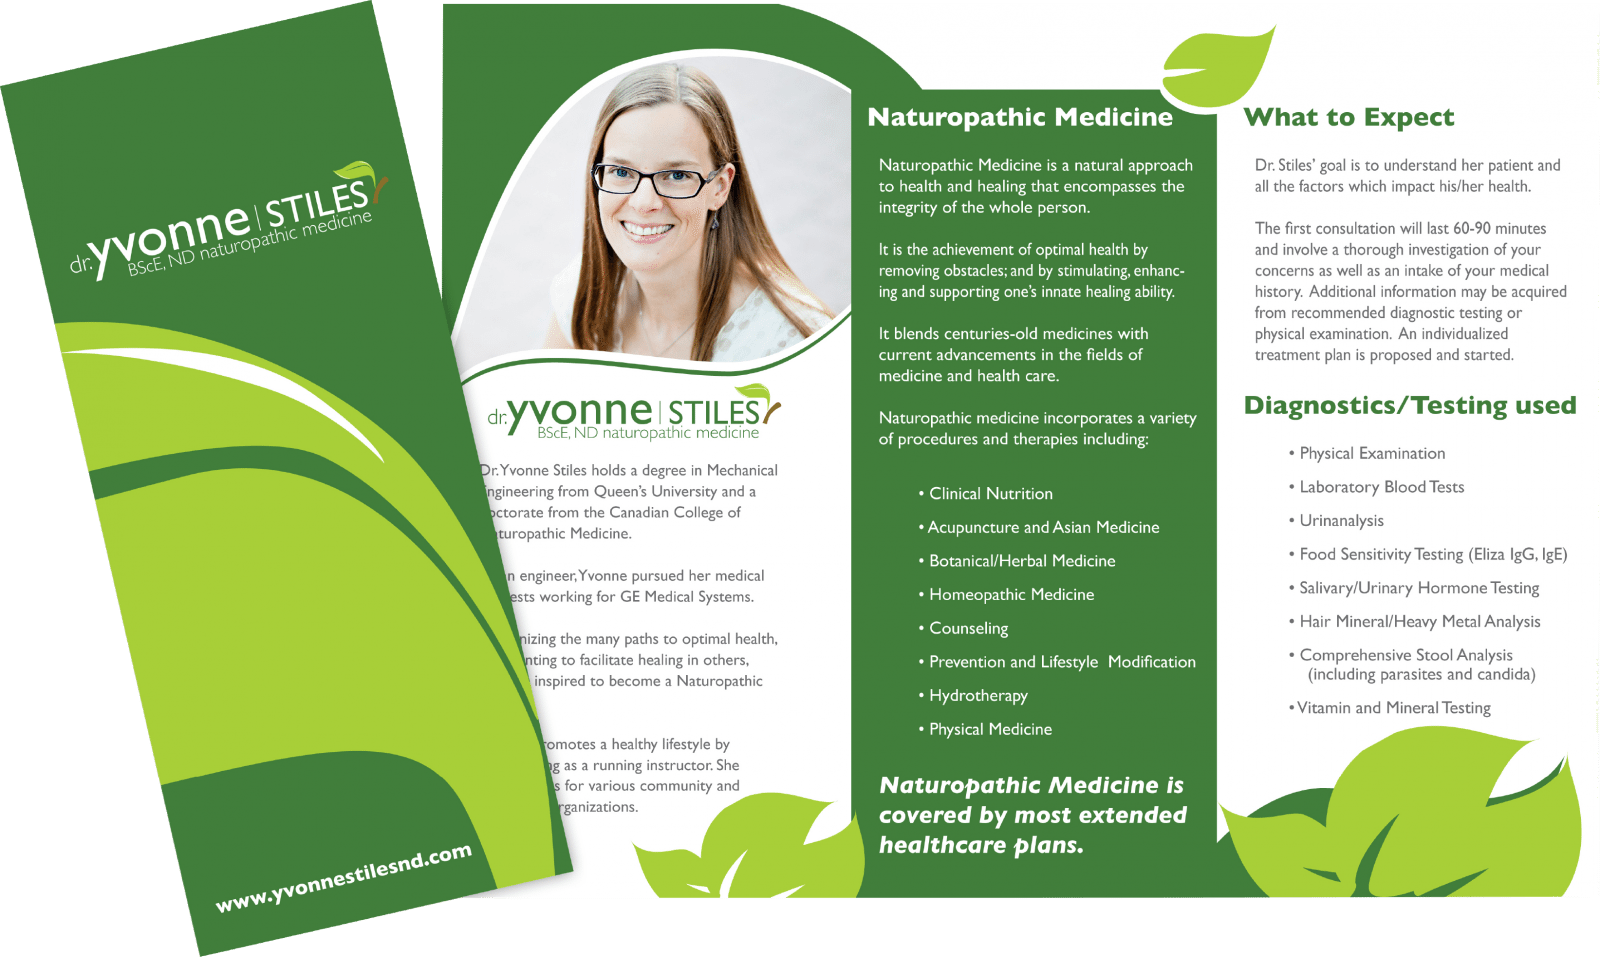 dr. yvonne | STILES
BScE, ND naturopathic medicine
www.yvonnestilesnd.com
dr. yvonne | STILES
BScE, ND naturopathic medicine
Dr. Yvonne Stiles holds a degree in Mechanical
from Queen's University and a
from the Canadian College of
Medicine.
engineer, Yvonne pursued her medical
working for GE Medical Systems.
the many paths to optimal health,
to facilitate healing in others,
inspired to become a Naturopathic
a healthy lifestyle by
as a running instructor. She
for various community and
Naturopathic Medicine
Naturopathic Medicine is a natural approach
to health and healing that encompasses the
integrity of the whole person.
It is the achievement of optimal health by
removing obstacles; and by stimulating, enhanc-
ing and supporting one's innate healing ability.
It blends centuries-old medicines with
current advancements in the fields of
medicine and health care.
Naturopathic medicine incorporates a variety
of procedures and therapies including:
• Clinical Nutrition
• Acupuncture and Asian Medicine
• Botanical/Herbal Medicine
• Homeopathic Medicine
• Counseling
• Prevention and Lifestyle Modification
• Hydrotherapy
• Physical Medicine
Naturopathic Medicine is
covered by most extended
healthcare plans.
What to Expect
Dr. Stiles' goal is to understand her patient and
all the factors which impact his/her health.
The first consultation will last 60-90 minutes
and involve a thorough investigation of your
concerns as well as an intake of your medical
history. Additional information may be acquired
from recommended diagnostic testing or
physical examination. An individualized
treatment plan is proposed and started.
Diagnostics/Testing used
• Physical Examination
• Laboratory Blood Tests
• Urinanalysis
• Food Sensitivity Testing (Eliza IgG, IgE)
• Salivary/Urinary Hormone Testing
• Hair Mineral/Heavy Metal Analysis
• Comprehensive Stool Analysis
(including parasites and candida)
• Vitamin and Mineral Testing